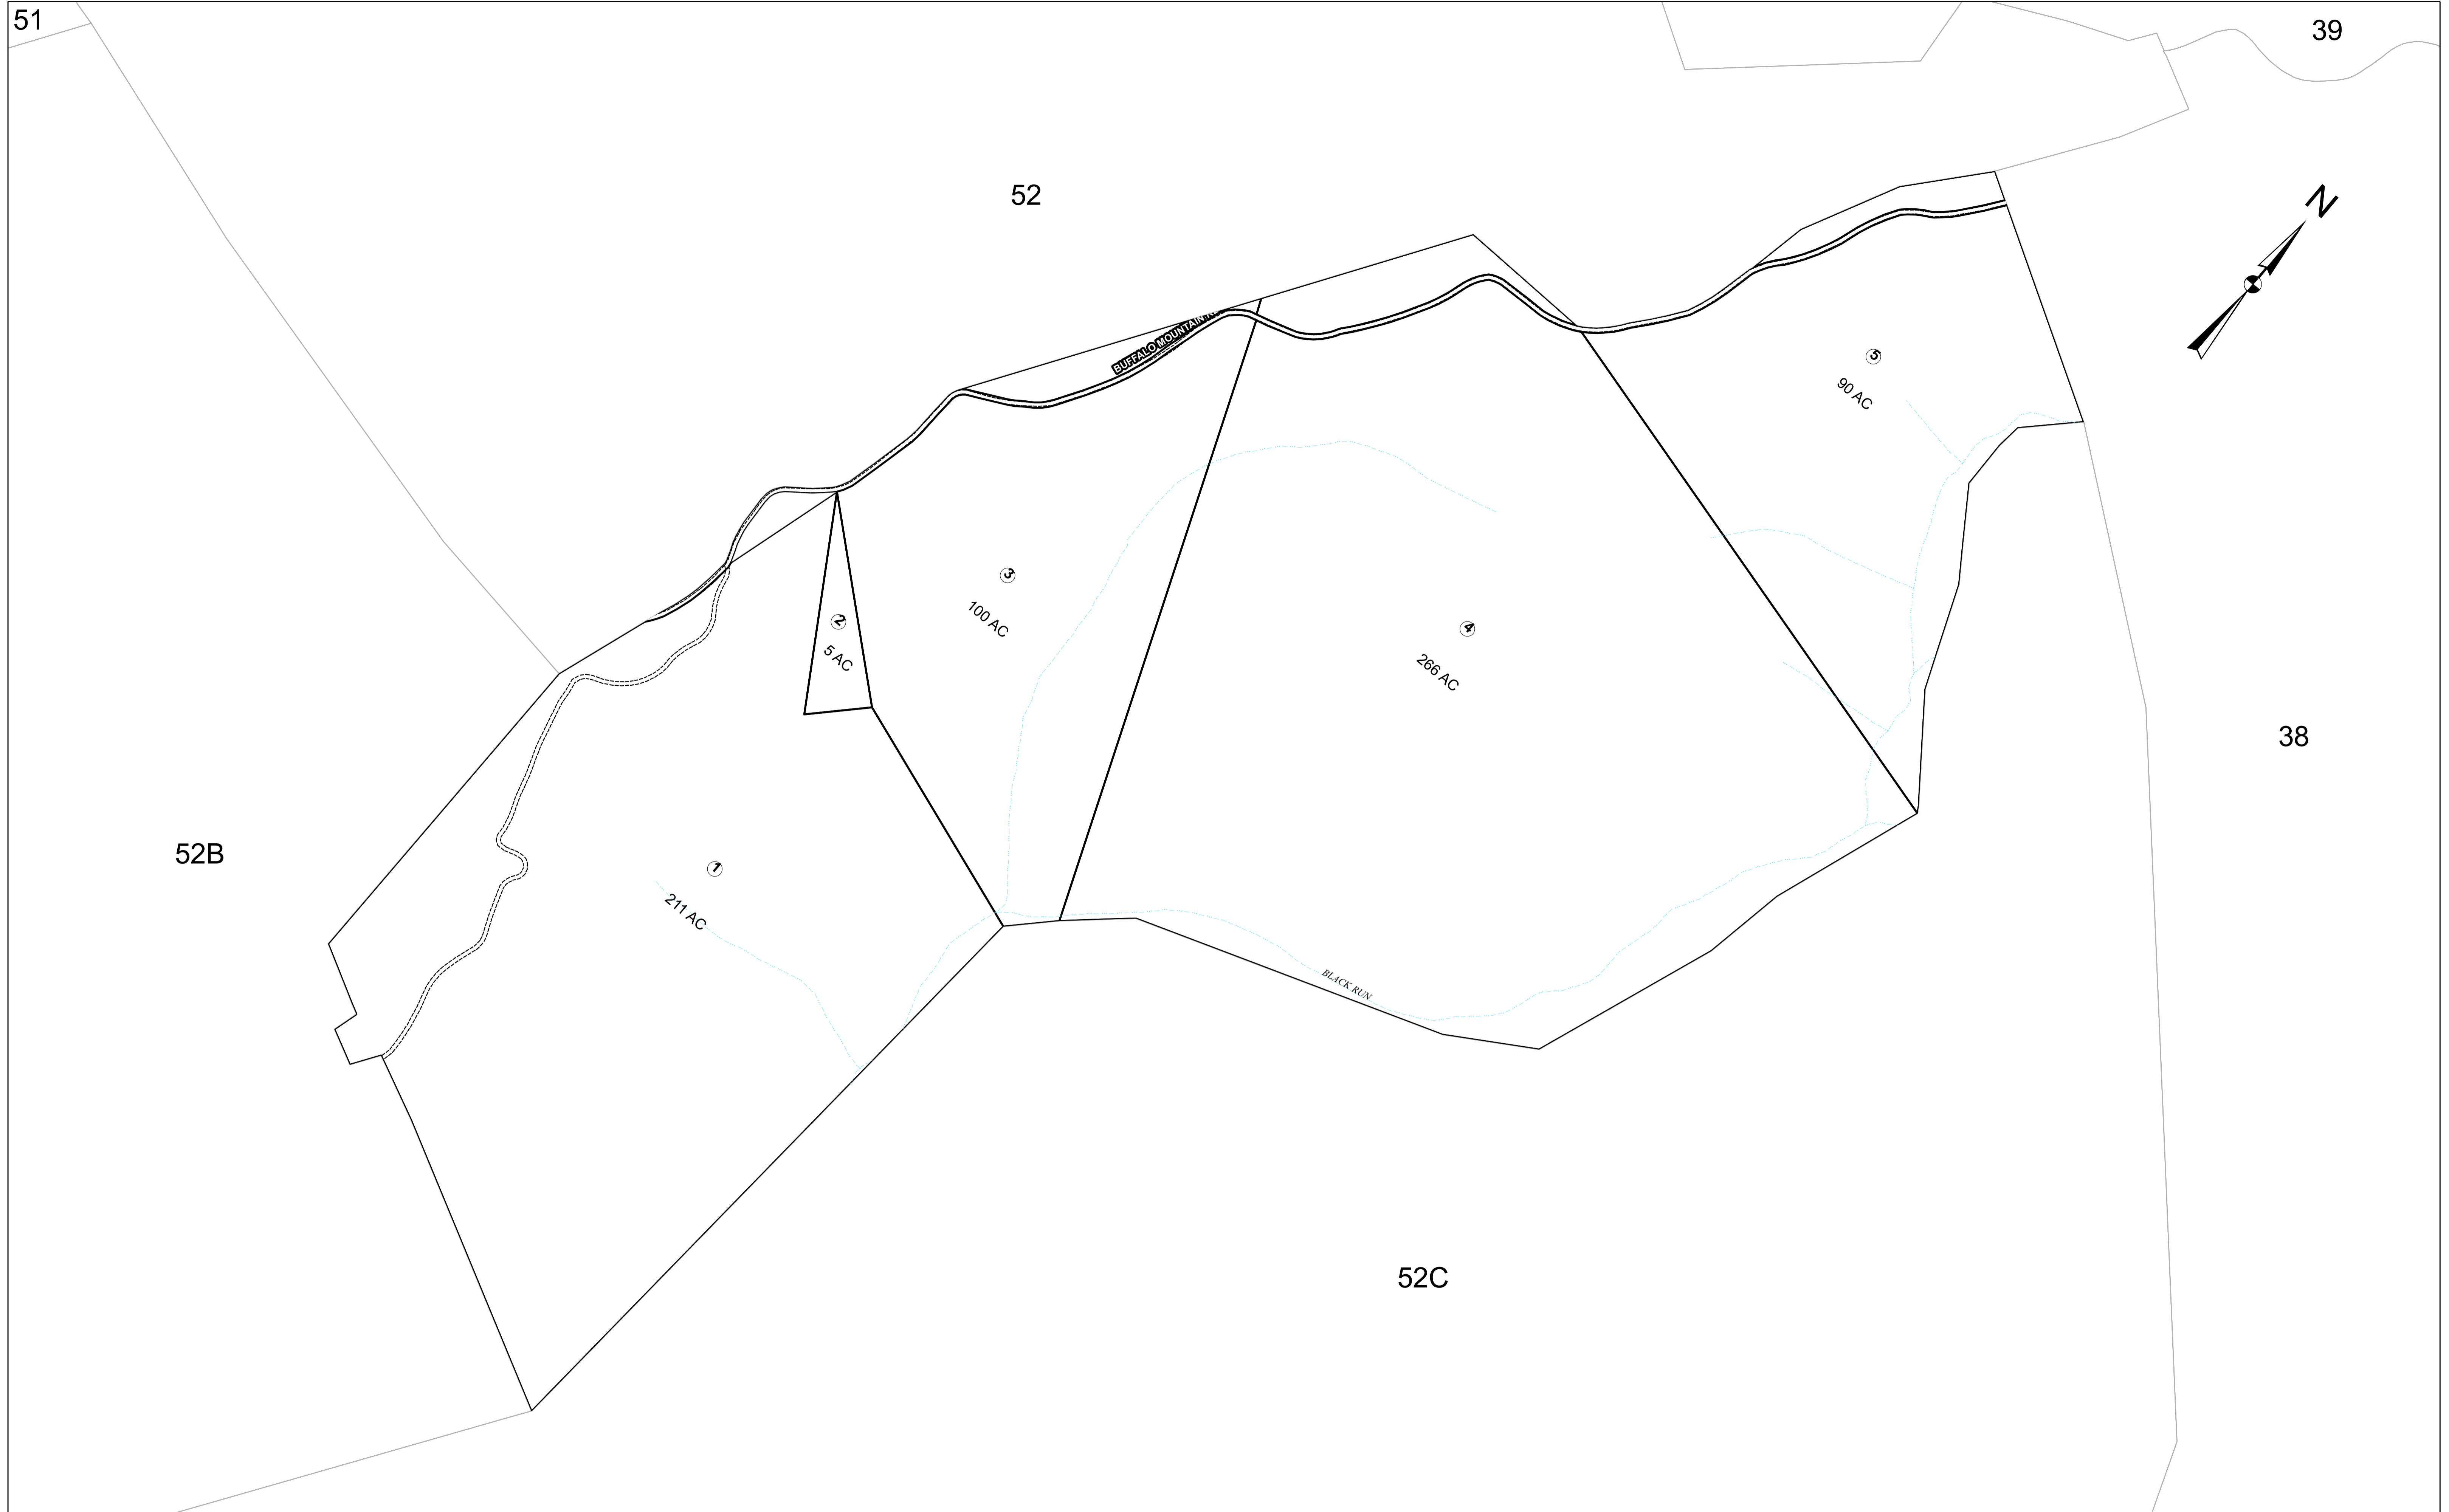 51
39
52
N
BUFFALO MOUNTAIN
5
90 AC
3
100 AC
2
5 AC
4
266 AC
38
52B
1
211 AC
BLACK RUN
52C